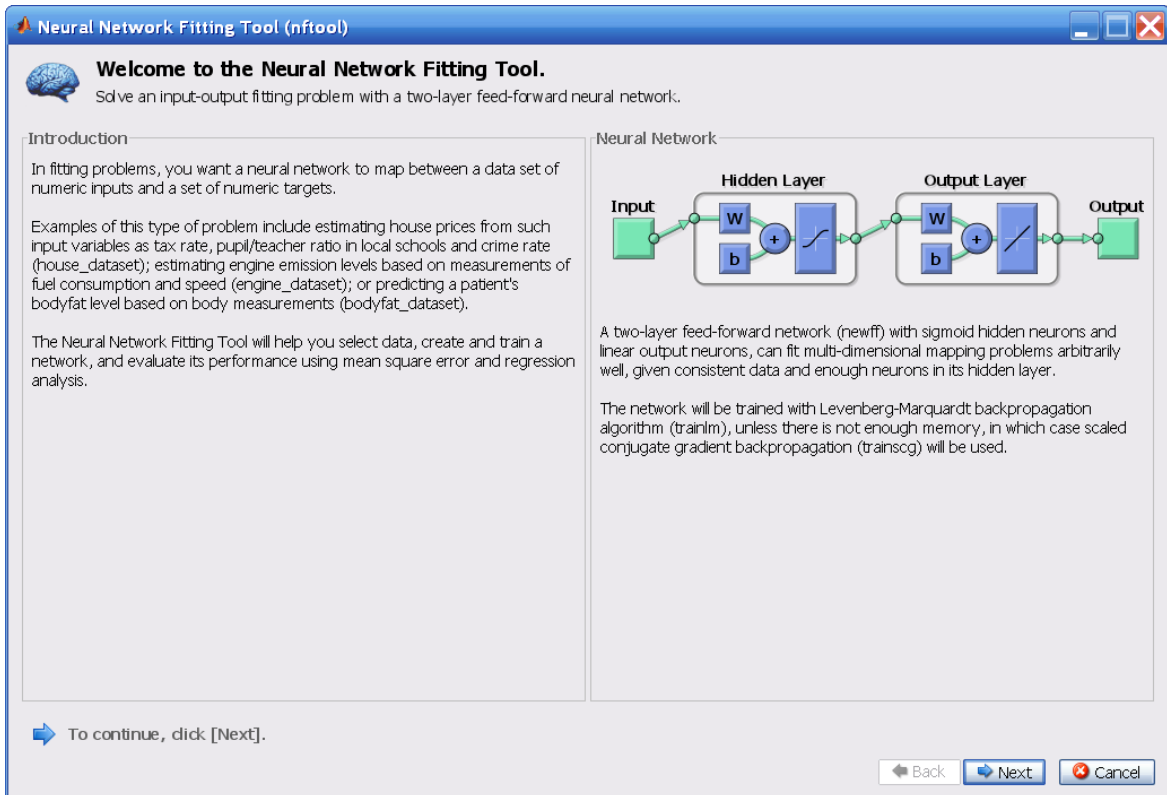 Neural Network Fitting Tool (nftool)
Welcome to the Neural Network Fitting Tool.
Solve an input-output fitting problem with a two-layer feed-forward neural network.
Introduction
In fitting problems, you want a neural network to map between a data set of
numeric inputs and a set of numeric targets.
Examples of this type of problem include estimating house prices from such
input variables as tax rate, pupil/teacher ratio in local schools and crime rate
(house_dataset); estimating engine emission levels based on measurements of
fuel consumption and speed (engine_dataset); or predicting a patient's
bodyfat level based on body measurements (bodyfat_dataset).
The Neural Network Fitting Tool will help you select data, create and train a
network, and evaluate its performance using mean square error and regression
analysis.
Neural Network
Hidden Layer
Output Layer
Input
Output
W
+
b
W
+
b
A two-layer feed-forward network (newff) with sigmoid hidden neurons and
linear output neurons, can fit multi-dimensional mapping problems arbitrarily
well, given consistent data and enough neurons in its hidden layer.
The network will be trained with Levenberg-Marquardt backpropagation
algorithm (trainlm), unless there is not enough memory, in which case scaled
conjugate gradient backpropagation (trainscg) will be used.
To continue, click [Next].
Back
Next
Cancel